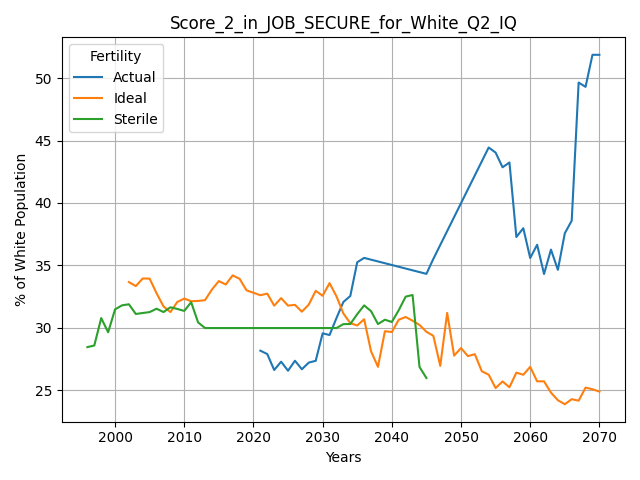 Score_2_in_JOB_SECURE_for_White_Q2_IQ
Fertility
Actual
Ideal
Sterile
% of White Population
50
45
40
35
30
25
2000 2010 2020 2030 2040 2050 2060 2070
Years